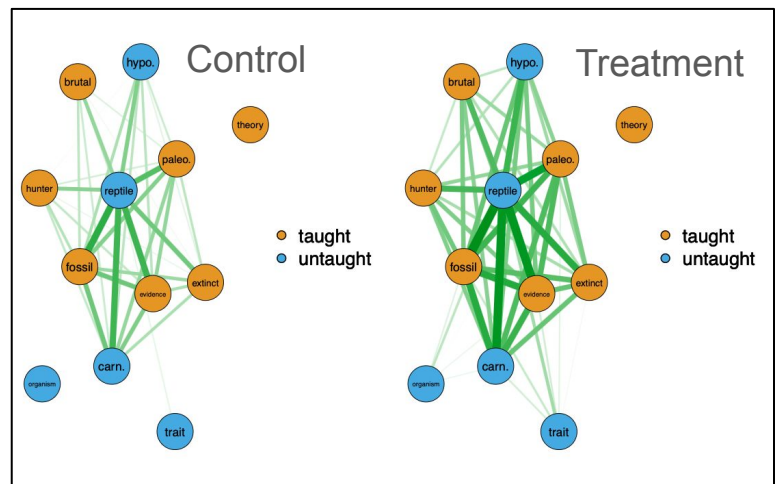 Control
hypo.
brutal
theory
paleo.
hunter
reptile
taught
untaught
fossil
evidence
extinct
carn.
organism
trait
Treatment
hypo.
brutal
theory
paleo.
hunter
reptile
taught
untaught
fossil
evidence
extinct
carn.
organism
trait